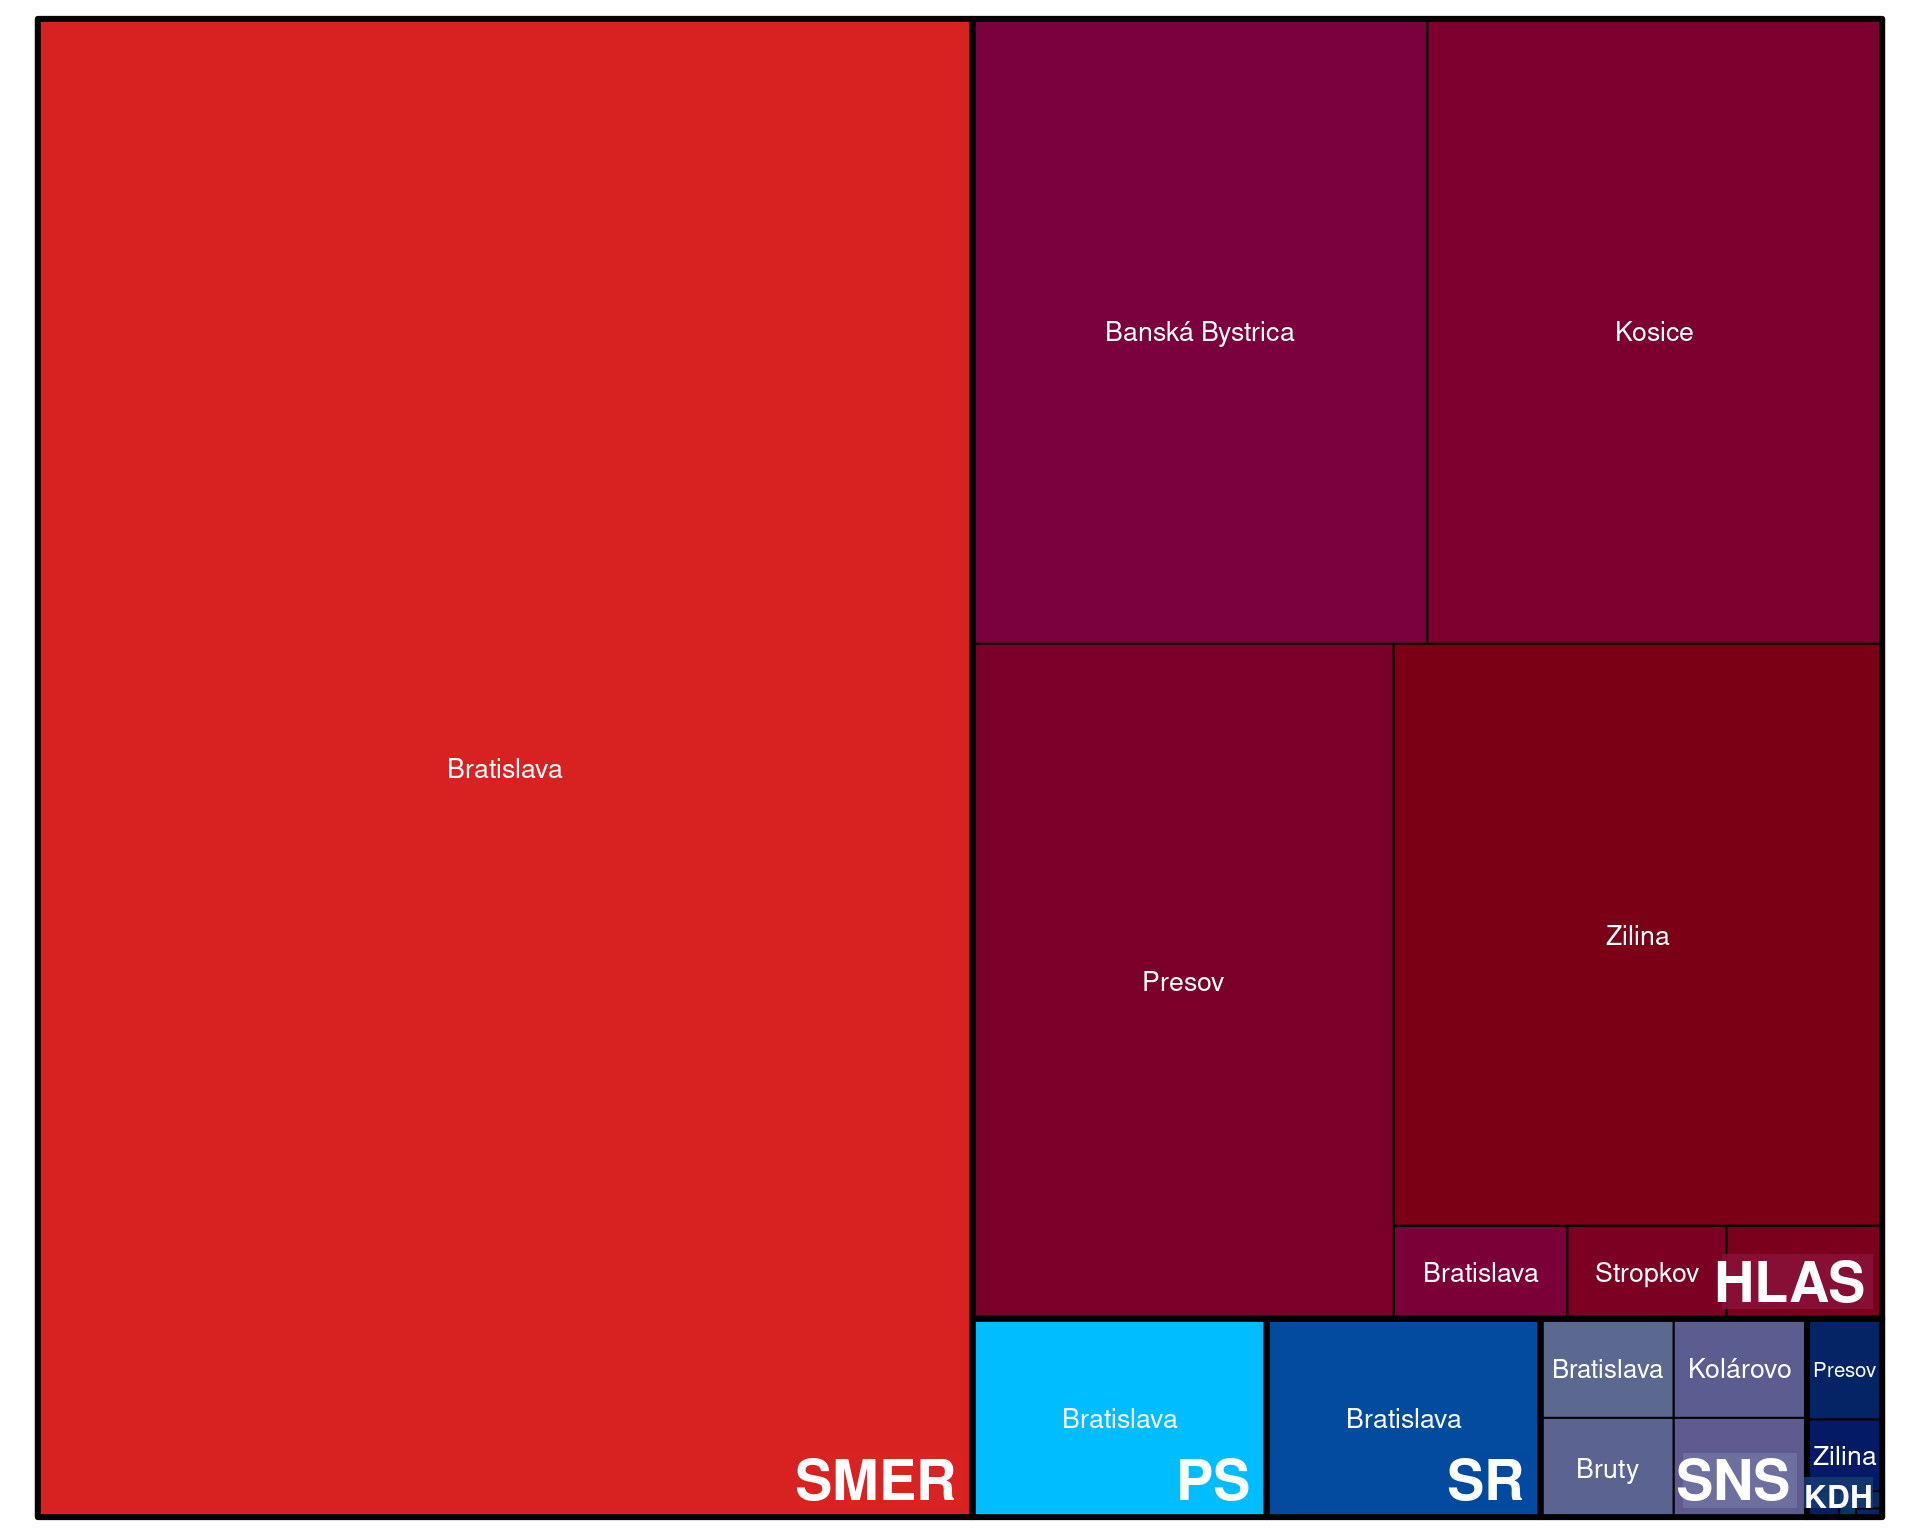 Bratislava
SMER
Banská Bystrica
Kosice
Presov
Zilina
Bratislava
Stropkov
HLAS
Bratislava
PS
Bratislava
SR
Bratislava
Kolárovo
Bruty
SNS
Presov
Zilina
KDH